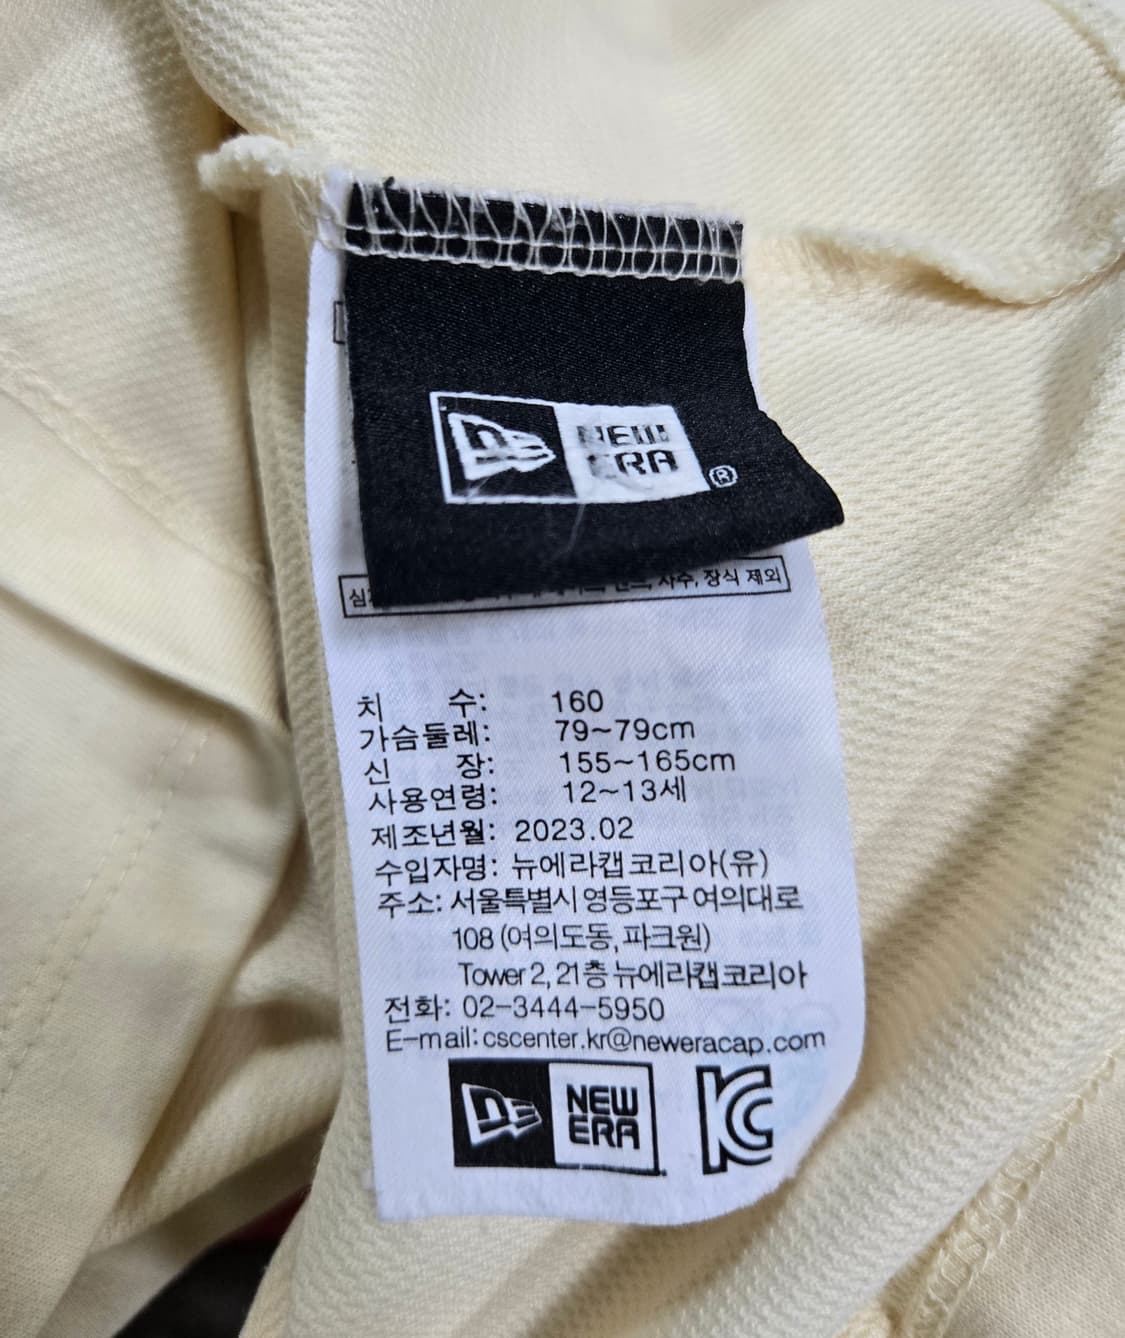 NEW
ERA
®
사수, 장식 제외
치 수: 160
가슴둘레: 79~79cm
신 장: 155~165cm
사용연령: 12~13세
제조년월: 2023.02
수입자명: 뉴에라캡코리아(유)
주소: 서울특별시 영등포구 여의대로
108 (여의도동, 파크원)
Tower 2, 21층 뉴에라캡코리아
전화: 02-3444-5950
E-mail: cscenter.kr@neweracap.com
NEW
ERA